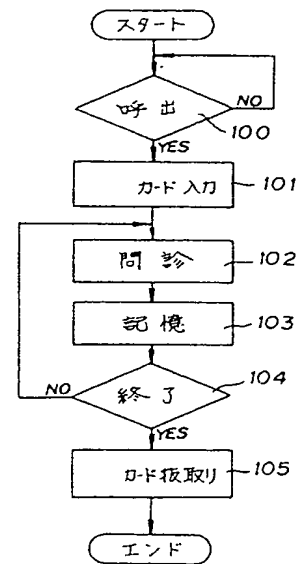 スタート
呼出
NO
100
YES
カード入力
101
問診
102
記憶
103
終了
104
NO
YES
カード抜取り
105
エンド